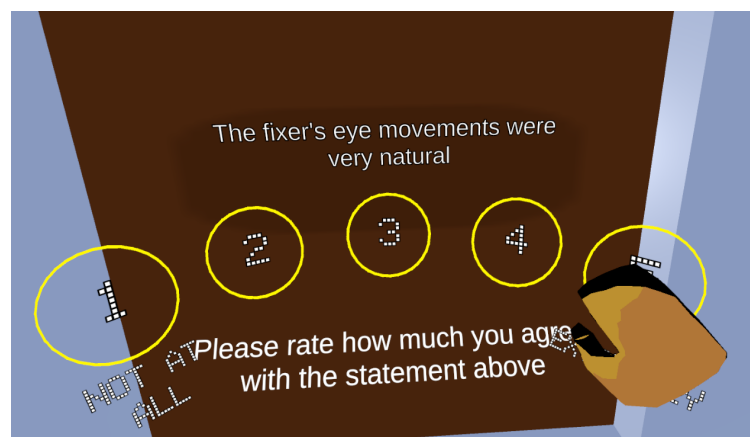 The fixer's eye movements were
very natural
1 2 3 4
Please rate how much you agre
with the statement above
NOT AT
ALL